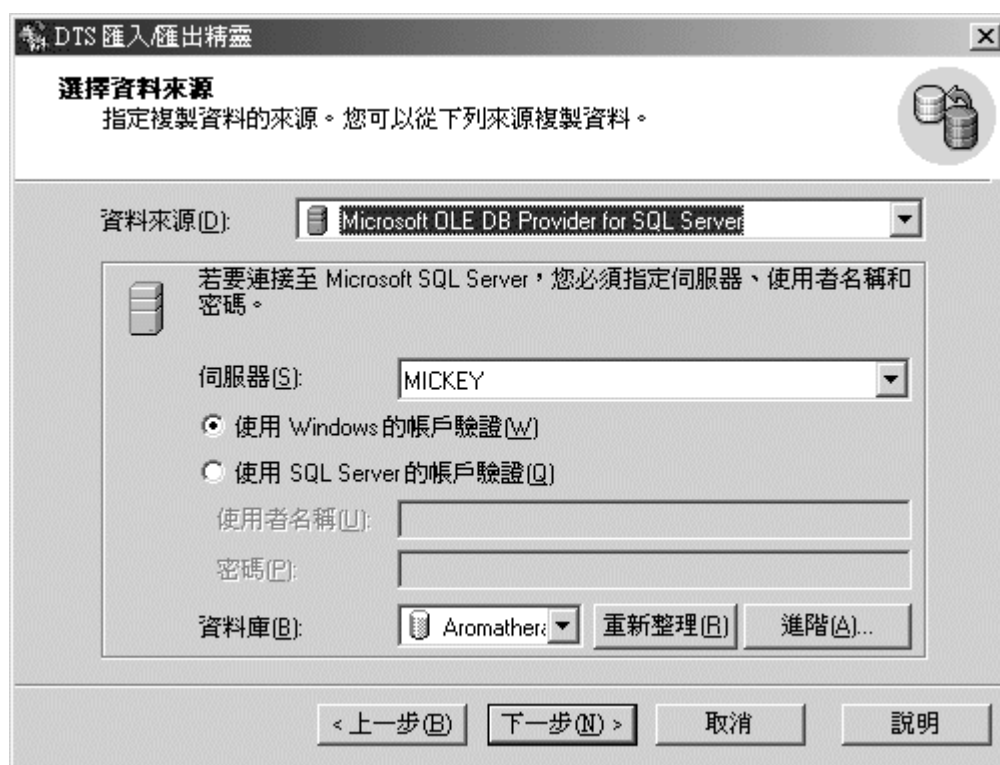 DTS 匯入/匯出精靈
選擇資料來源
指定複製資料的來源。您可以從下列來源複製資料。
資料來源(D): Microsoft OLE DB Provider for SQL Server
若要連接至 Microsoft SQL Server，您必須指定伺服器、使用者名稱和
密碼。
伺服器(S): MICKEY
使用 Windows 的帳戶驗證(W)
使用 SQL Server 的帳戶驗證(Q)
使用者名稱(U):
密碼(P):
資料庫(B): Aromathera 重新整理(R) 進階(A)...
<上一步(B) 下一步(N)> 取消 說明